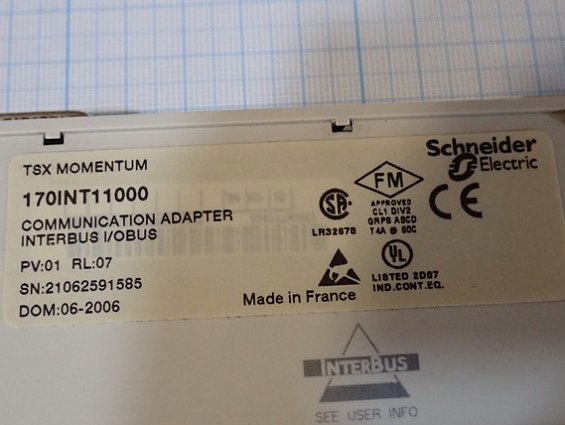 TSX MOMENTUM
170INT11000
COMMUNICATION ADAPTER
INTERBUS I/OBUS
PV:01 RL:07
SN:21062591585
DOM:06-2006
Made in France
LR32678
FM
APPROVED
CL1 DIV2
GRPS ABCD
T4A @ 60C
UL
LISTED 2D07
IND.CONT.EQ.
Schneider
Electric
CE
INTERBUS
SEE USER INFO